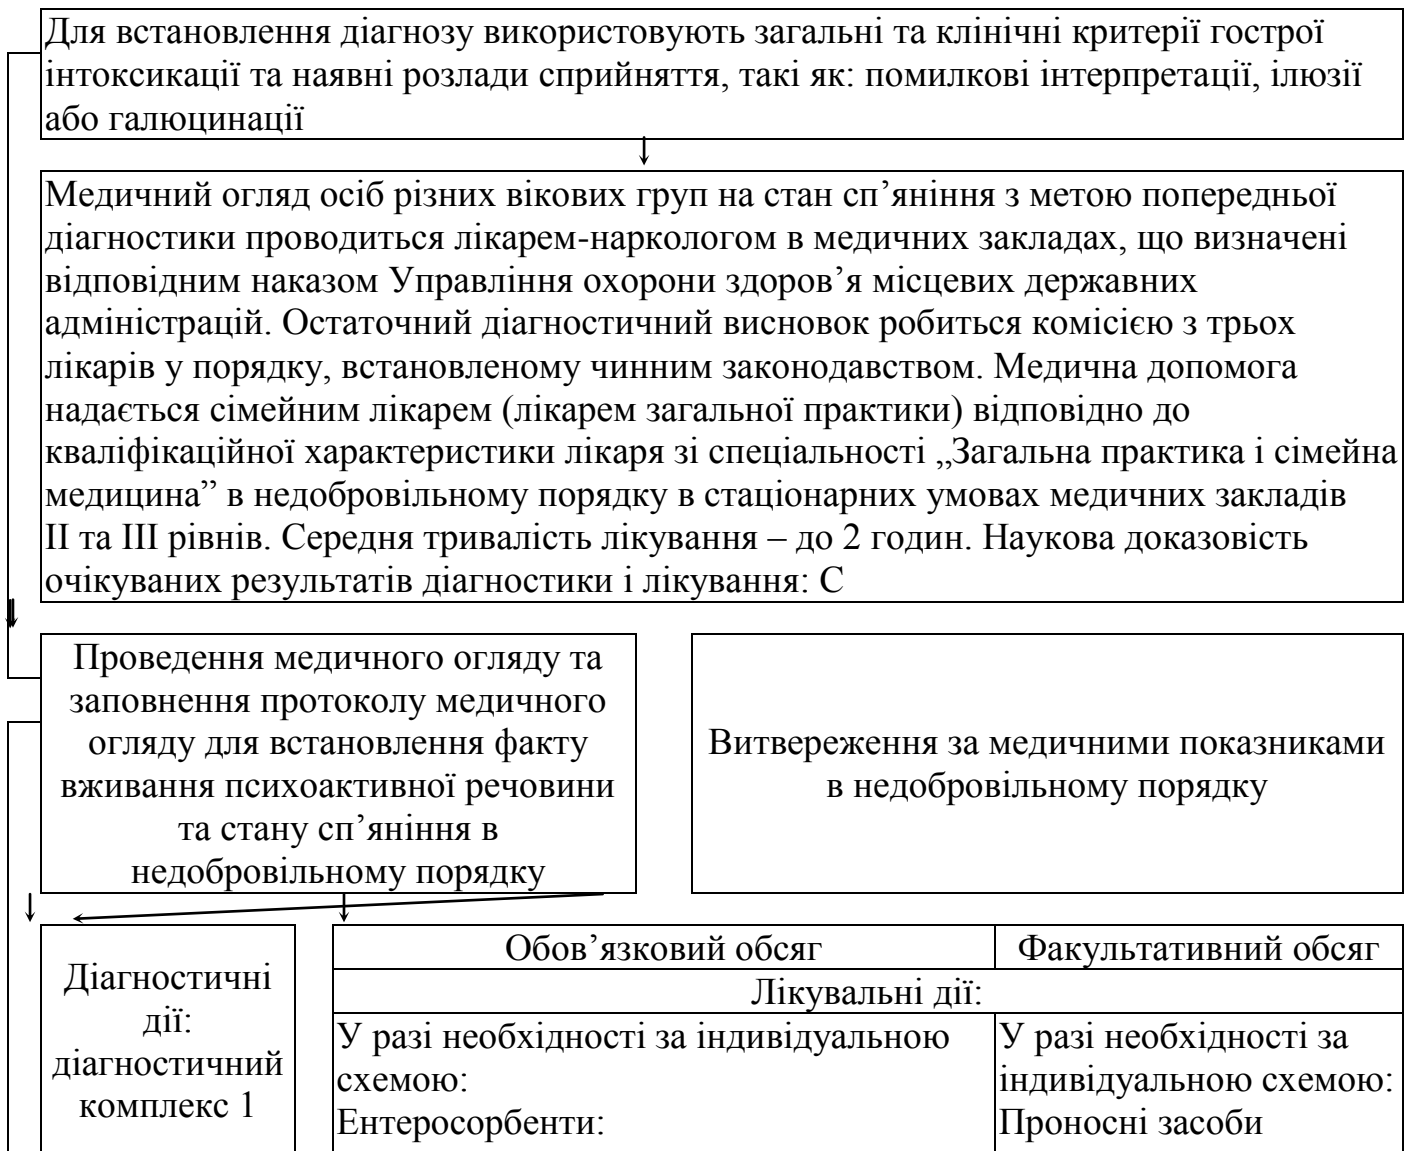 Для встановлення діагнозу використовують загальні та клінічні критерії гострої
інтоксикації та наявні розлади сприйняття, такі як: помилкові інтерпретації, ілюзії
або галюцинації
Медичний огляд осіб різних вікових груп на стан сп’яніння з метою попередньої
діагностики проводиться лікарем-наркологом в медичних закладах, що визначені
відповідним наказом Управління охорони здоров’я місцевих державних
адміністрацій. Остаточний діагностичний висновок робиться комісією з трьох
лікарів у порядку, встановленому чинним законодавством. Медична допомога
надається сімейним лікарем (лікарем загальної практики) відповідно до
кваліфікаційної характеристики лікаря зі спеціальності „Загальна практика і сімейна
медицина” в недобровільному порядку в стаціонарних умовах медичних закладів
ІІ та ІІІ рівнів. Середня тривалість лікування – до 2 годин. Наукова доказовість
очікуваних результатів діагностики і лікування: С
Проведення медичного огляду та
заповнення протоколу медичного
огляду для встановлення факту
вживання психоактивної речовини
та стану сп’яніння в
недобровільному порядку
Витвереження за медичними показниками
в недобровільному порядку
Діагностичні
дії:
діагностичний
комплекс 1
Обов’язковий обсяг
Факультативний обсяг
Лікувальні дії:
У разі необхідності за індивідуальною
схемою:
Ентеросорбенти:
У разі необхідності за
індивідуальною схемою:
Проносні засоби